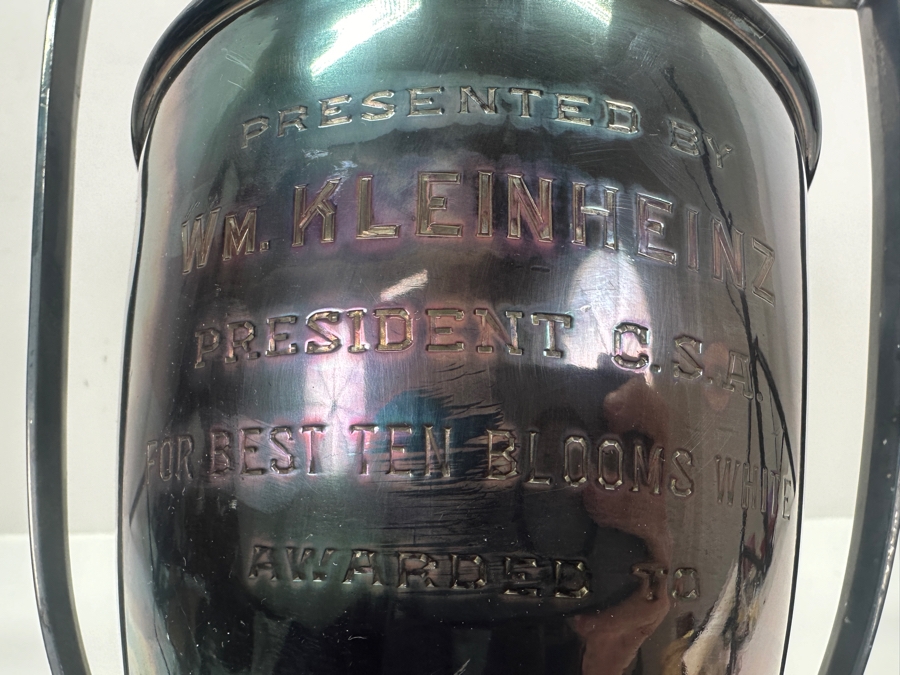 PRESENTED BY
WM. KLEINHEINZ
PRESIDENT C.S.A.
FOR BEST TEN BLOOMS WHITE
AWARDED TO